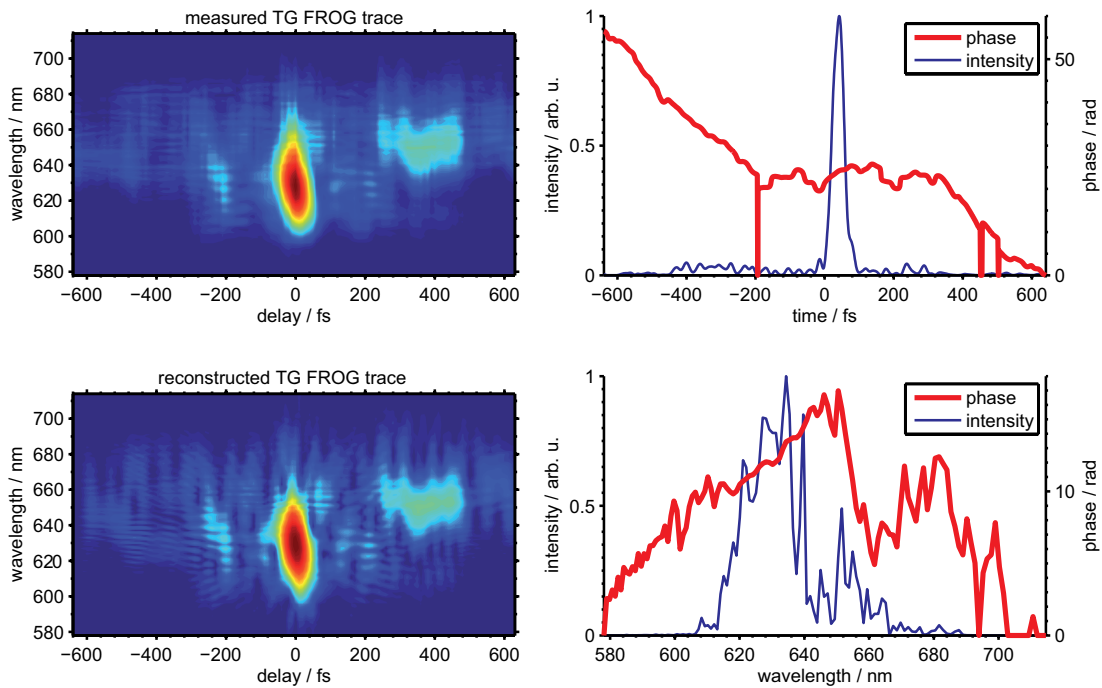 measured TG FROG trace
700
680
660
640
620
600
580
wavelength / nm
−600 −400 −200 0 200 400 600
delay / fs
1
0.5
0
intensity / arb. u.
phase
intensity
50
0
phase / rad
−600 −400 −200 0 200 400 600
time / fs
reconstructed TG FROG trace
700
680
660
640
620
600
580
wavelength / nm
−600 −400 −200 0 200 400 600
delay / fs
1
0.5
0
intensity / arb. u.
phase
intensity
10
0
phase / rad
580 600 620 640 660 680 700
wavelength / nm